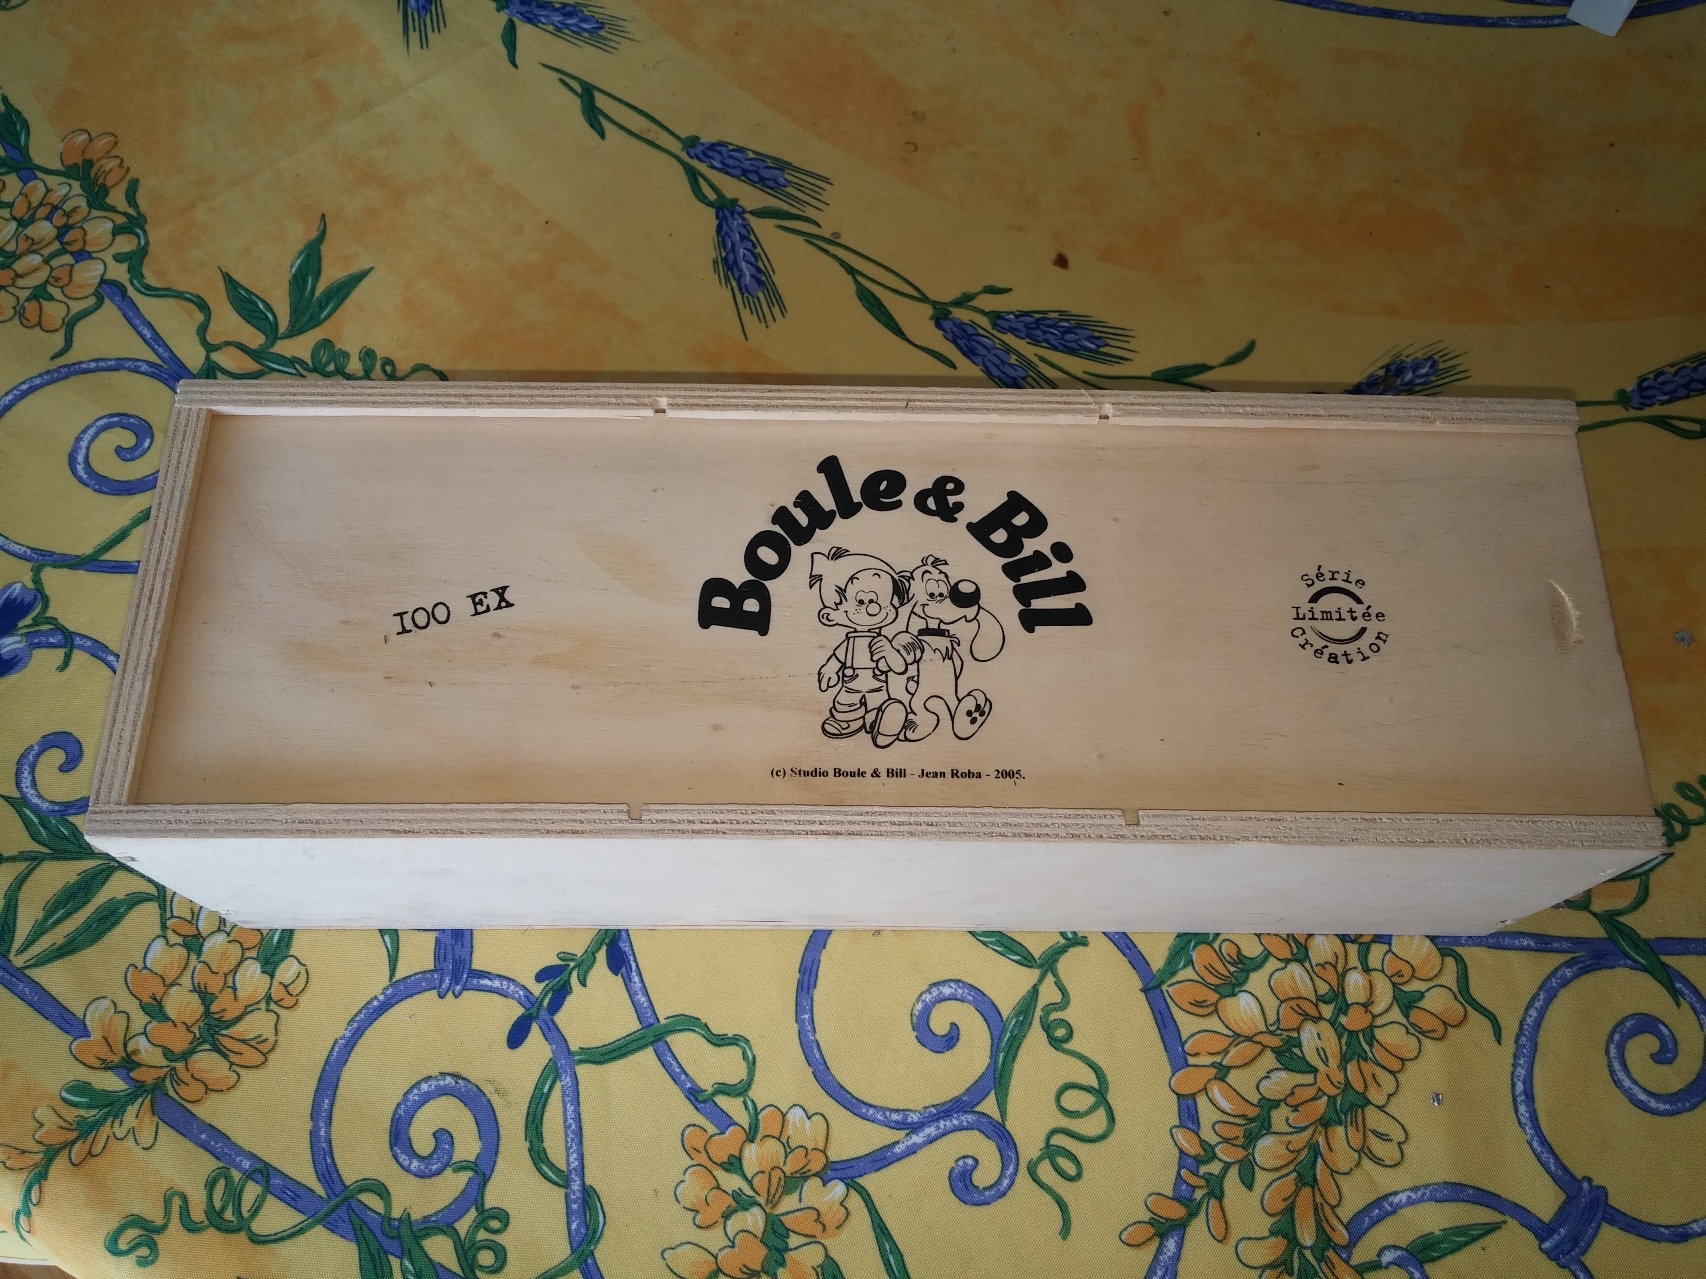 Boule & Bill
100 EX
Série
Limitée
Création
(c) Studio Boule & Bill - Jean Roba - 2005.